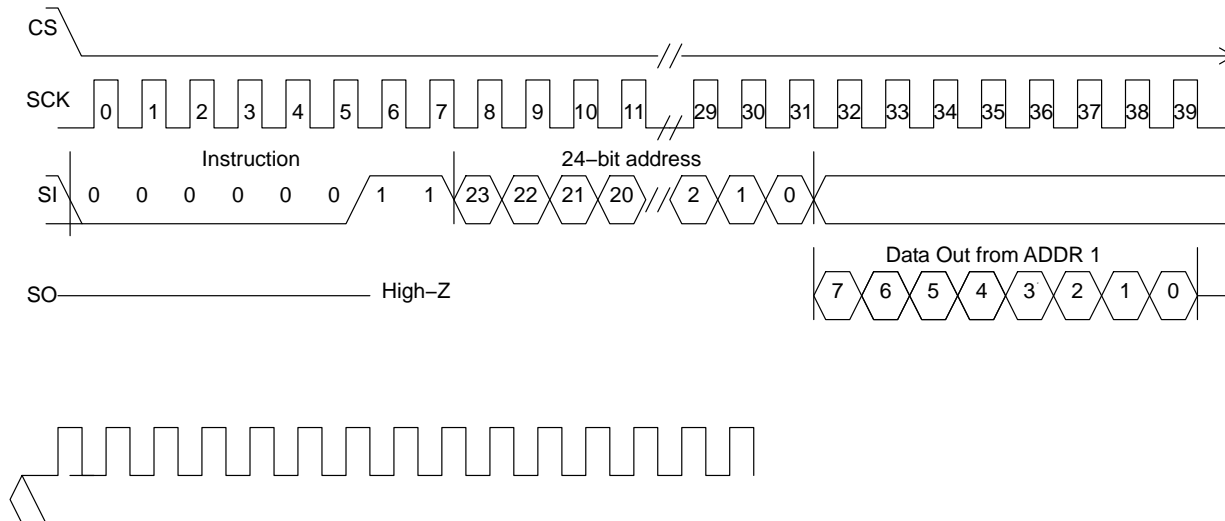 CS
SCK 0 1 2 3 4 5 6 7 8 9 10 11 29 30 31 32 33 34 35 36 37 38 39
Instruction 24–bit address
SI 0 0 0 0 0 0 1 1 23 22 21 20 2 1 0
Data Out from ADDR 1
SO High–Z 7 6 5 4 3 2 1 0